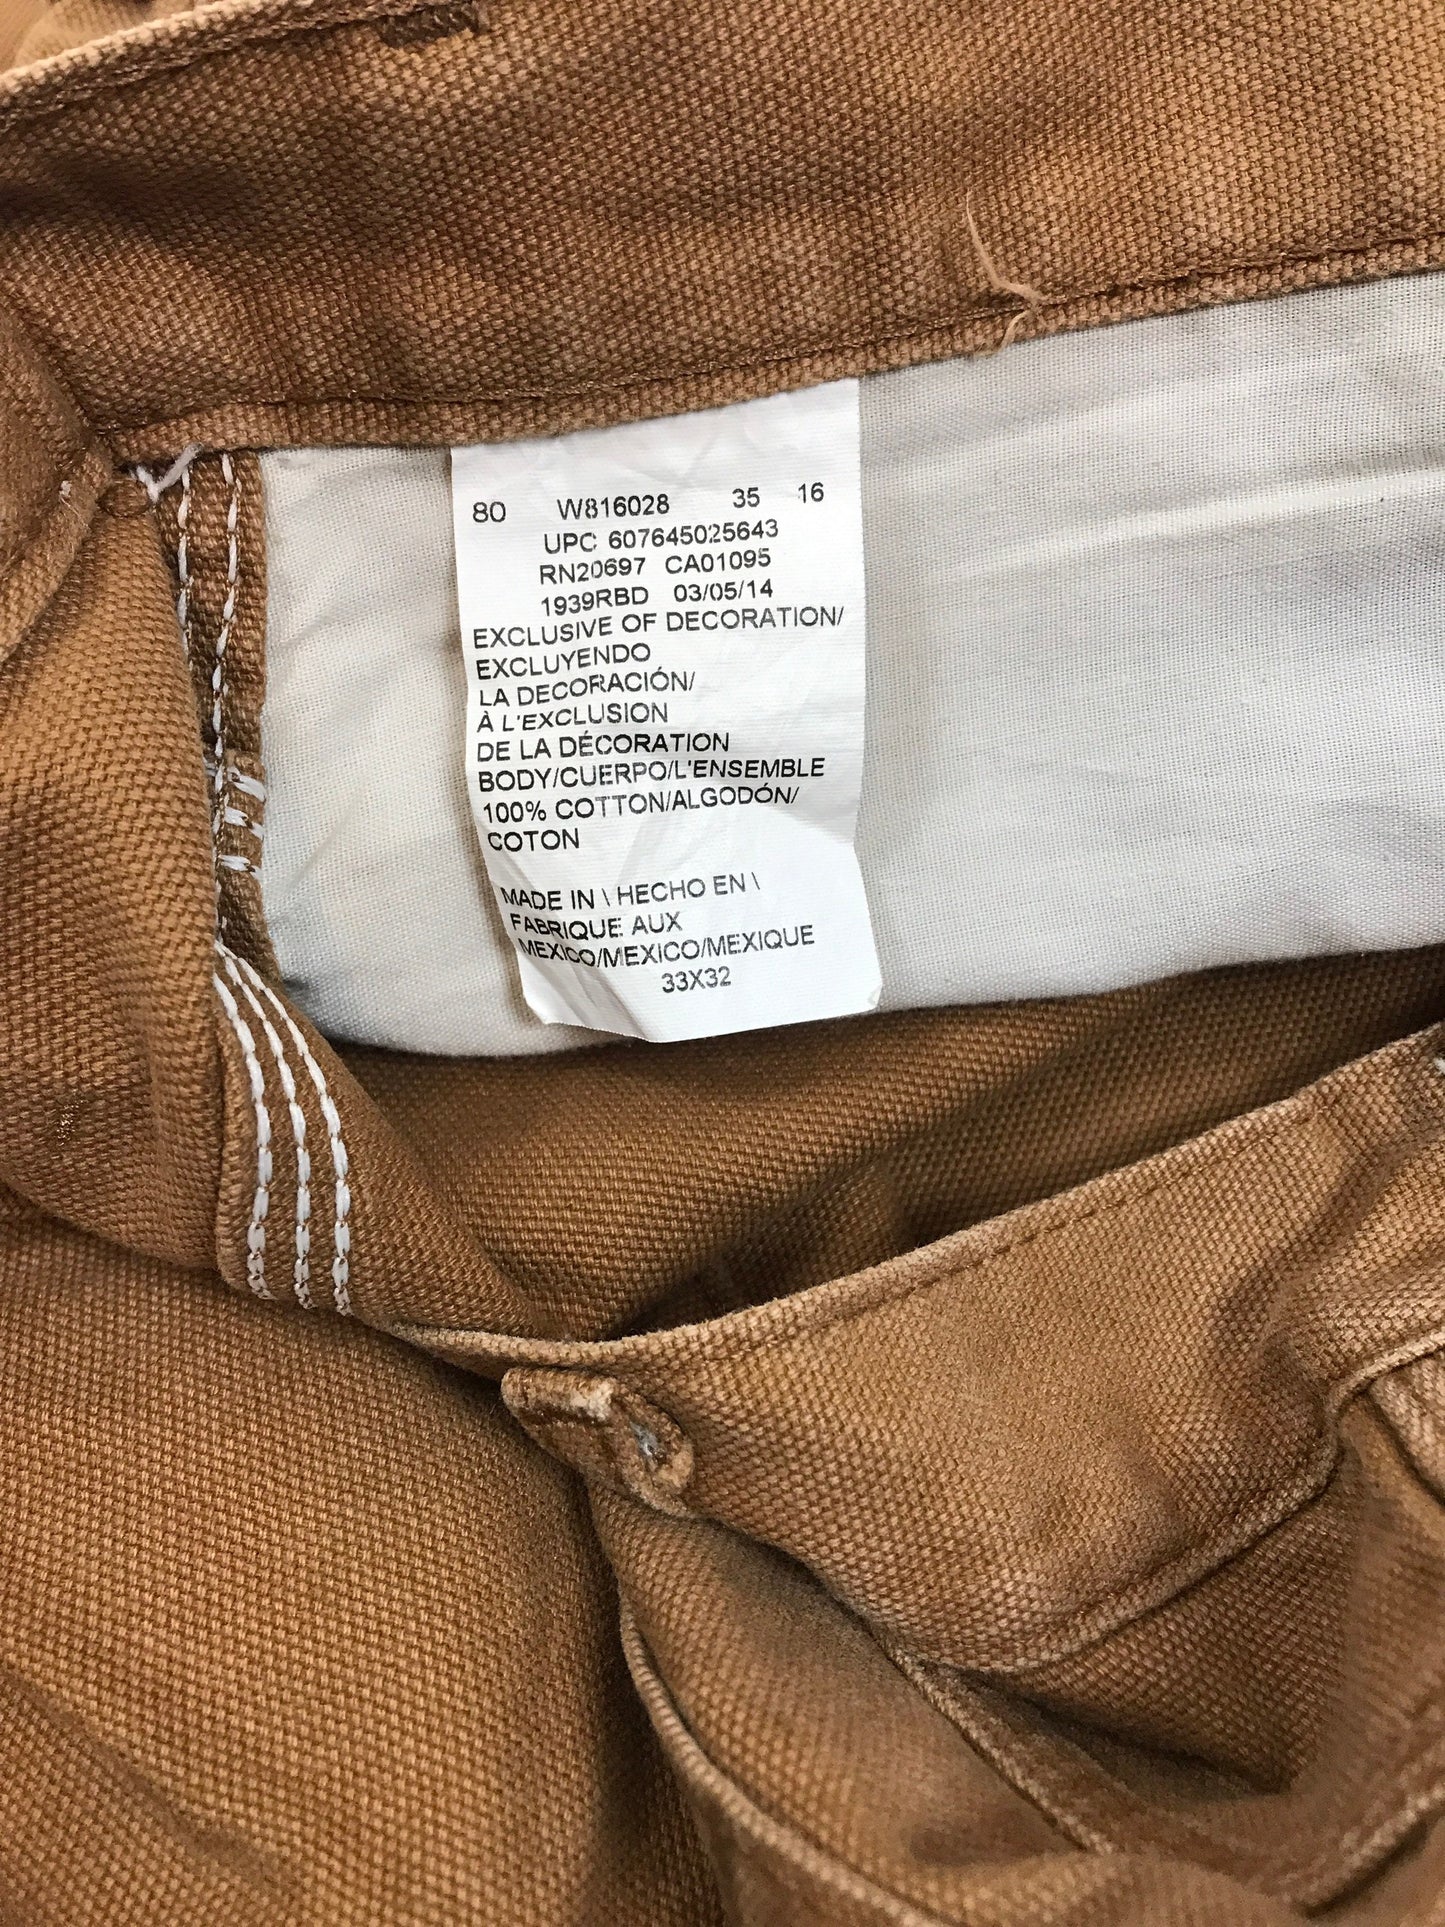 80 W816028 35 16
UPC 607645025643
RN20697 CA01095
1939RBD 03/05/14
EXCLUSIVE OF DECORATION/
EXCLUYENDO
LA DECORACIÓN/
À L'EXCLUSION
DE LA DÉCORATION
BODY/CUERPO/L'ENSEMBLE
100% COTTON/ALGODÓN/
COTON
MADE IN \ HECHO EN \
FABRIQUE AUX
MEXICO/MEXICO/MEXIQUE
33X32